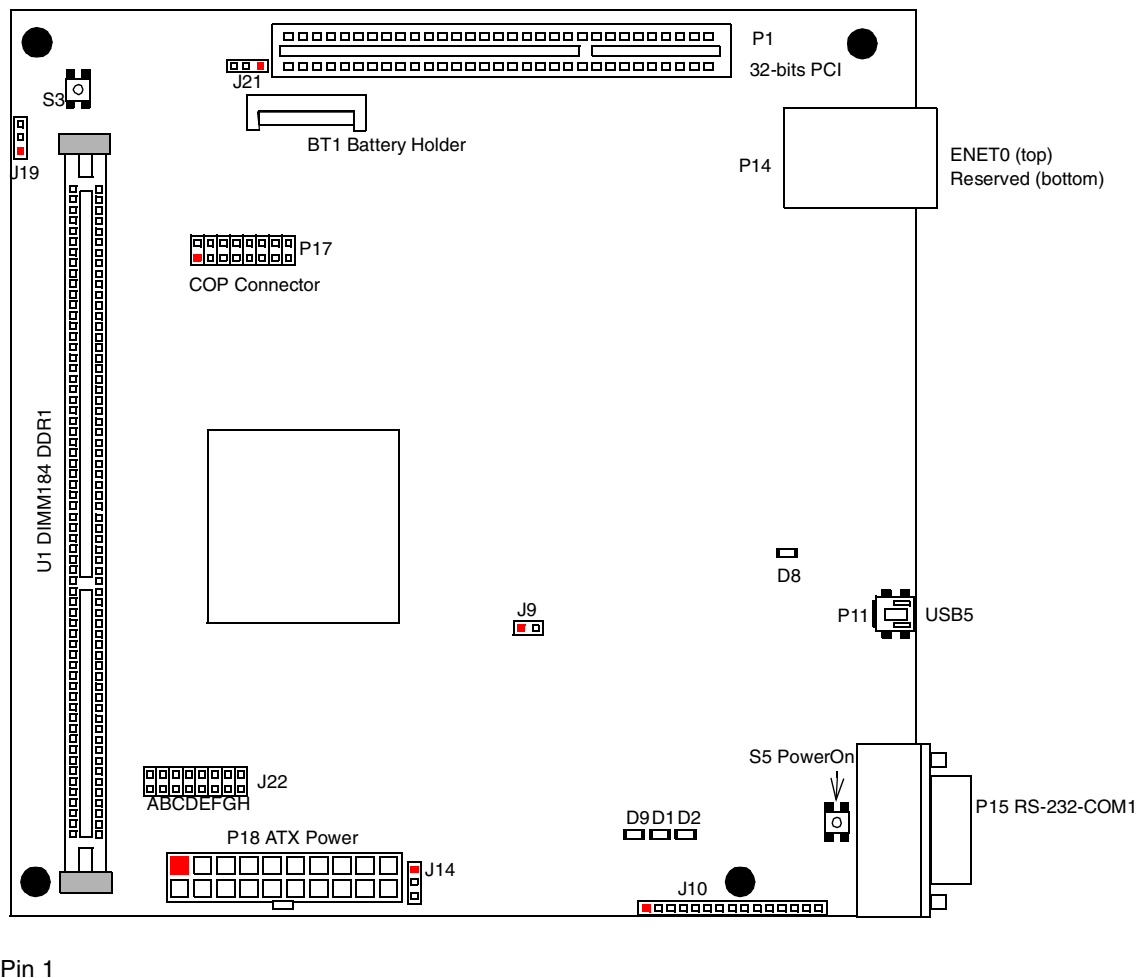 P1
32-bits PCI
J21
S3
BT1 Battery Holder
J19
P14
ENET0 (top)
Reserved (bottom)
P17
COP Connector
U1 DIMM184 DDR1
D8
J9
P11
USB5
S5 PowerOn
J22
ABCDEFGH
P15 RS-232-COM1
D9 D1 D2
P18 ATX Power
J14
J10
Pin 1